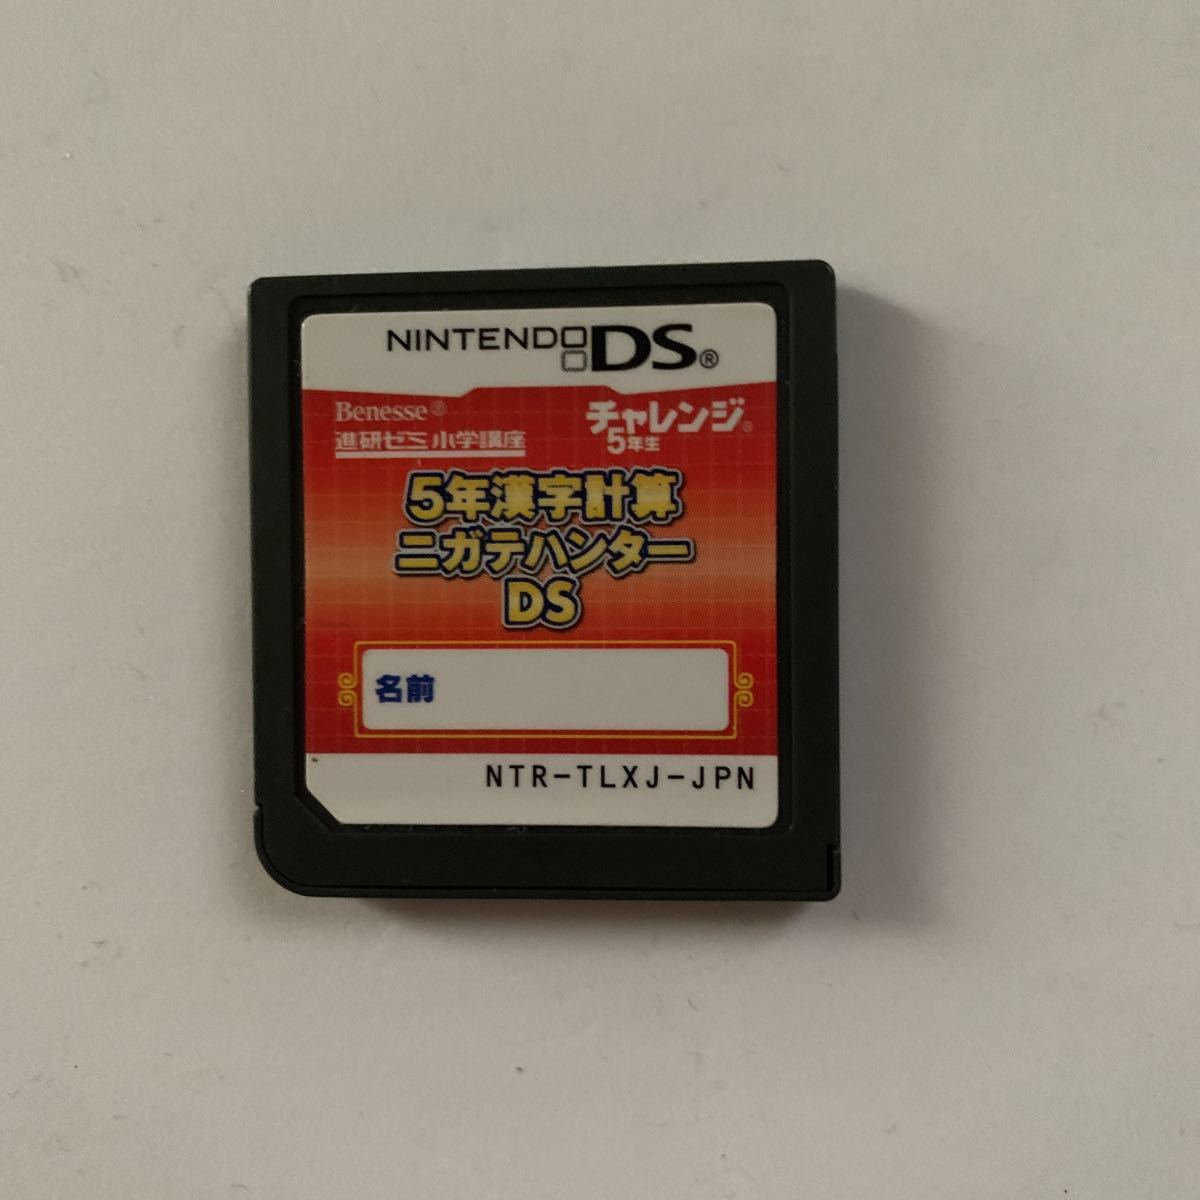 NINTENDO DS®
Benesse®
進研ゼミ 小学講座
チャレンジ®
5年生
5年漢字計算
ニガテハンター
DS
名前
NTR-TLXJ-JPN